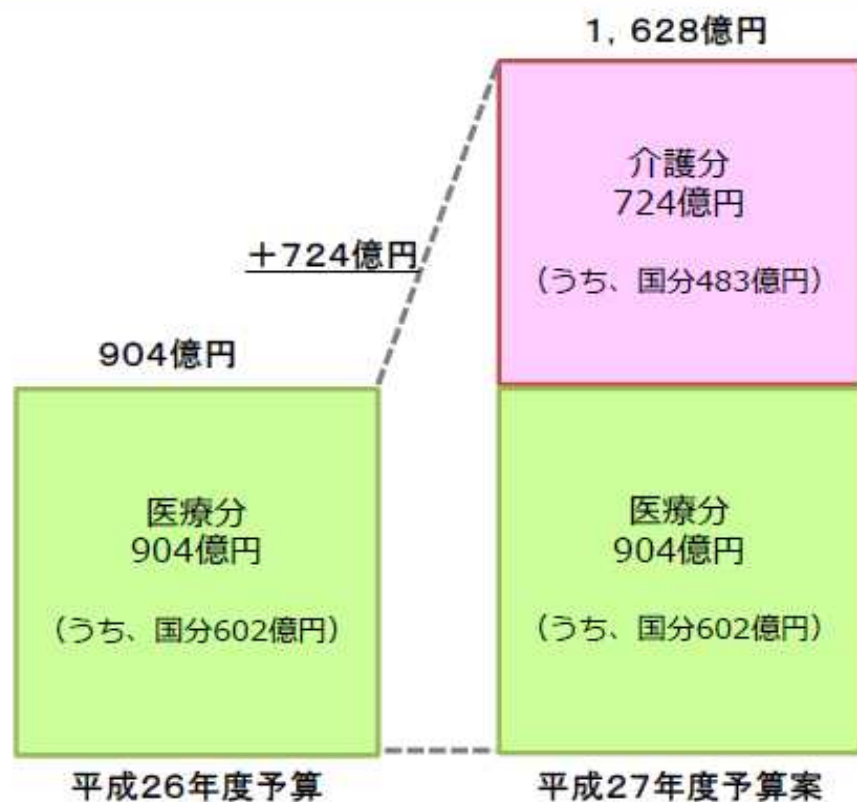 1, 628億円
介護分
724億円
(うち、国分483億円)
+724億円
904億円
医療分
904億円
(うち、国分602億円)
医療分
904億円
(うち、国分602億円)
平成26年度予算
平成27年度予算案